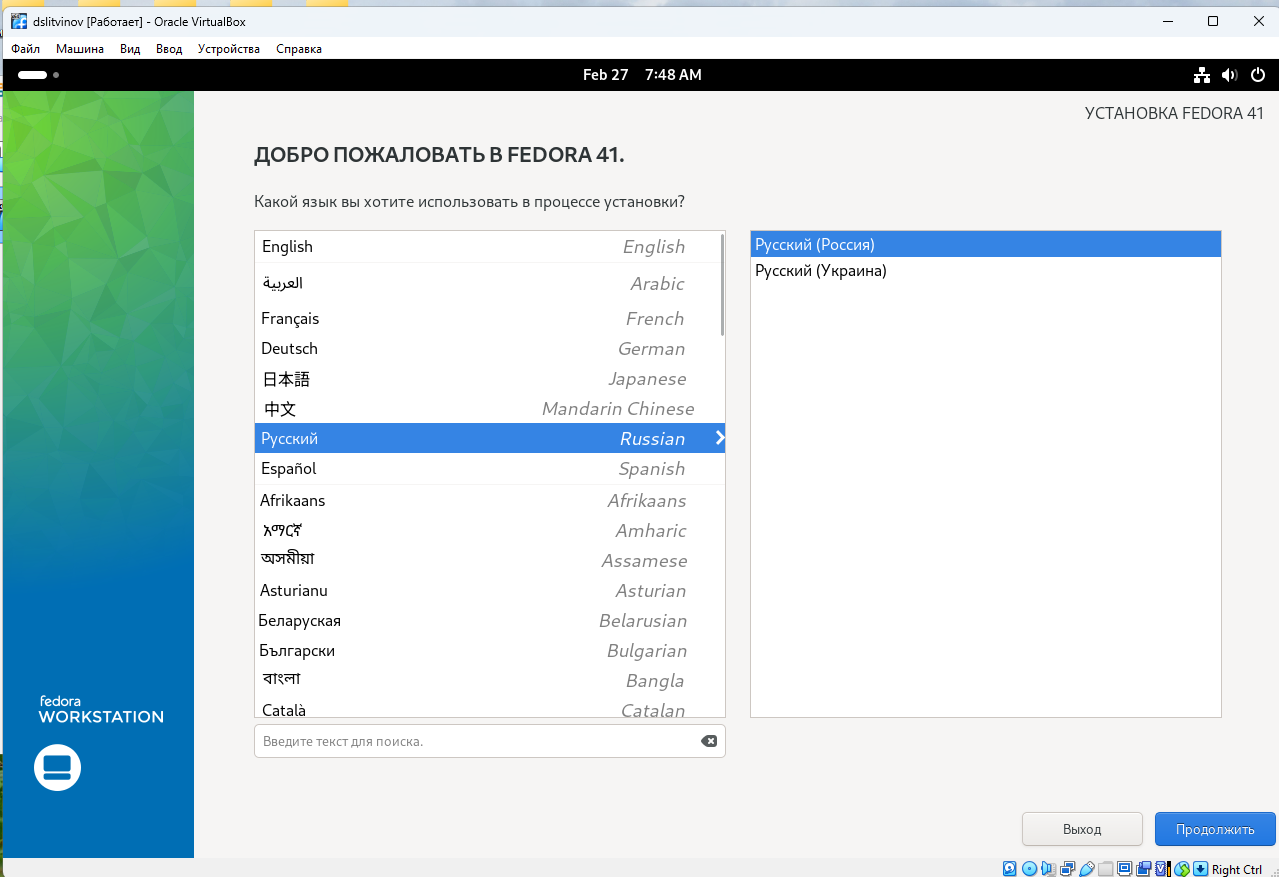 dslitvinov [Работает] - Oracle VirtualBox
Файл Машина Вид Ввод Устройства Справка
Feb 27 7:48 AM
УСТАНОВКА FEDORA 41
ДОБРО ПОЖАЛОВАТЬ В FEDORA 41.
Какой язык вы хотите использовать в процессе установки?
English English
العربية Arabic
Français French
Deutsch German
日本語 Japanese
中文 Mandarin Chinese
Русский Russian
Español Spanish
Afrikaans Afrikaans
አማርኛ Amharic
অসমীয়া Assamese
Asturianu Asturian
Беларуская Belarusian
Български Bulgarian
বাংলা Bangla
Català Catalan
Введите текст для поиска.
Русский (Россия)
Русский (Украина)
fedora
WORKSTATION
Выход Продолжить
Right Ctrl